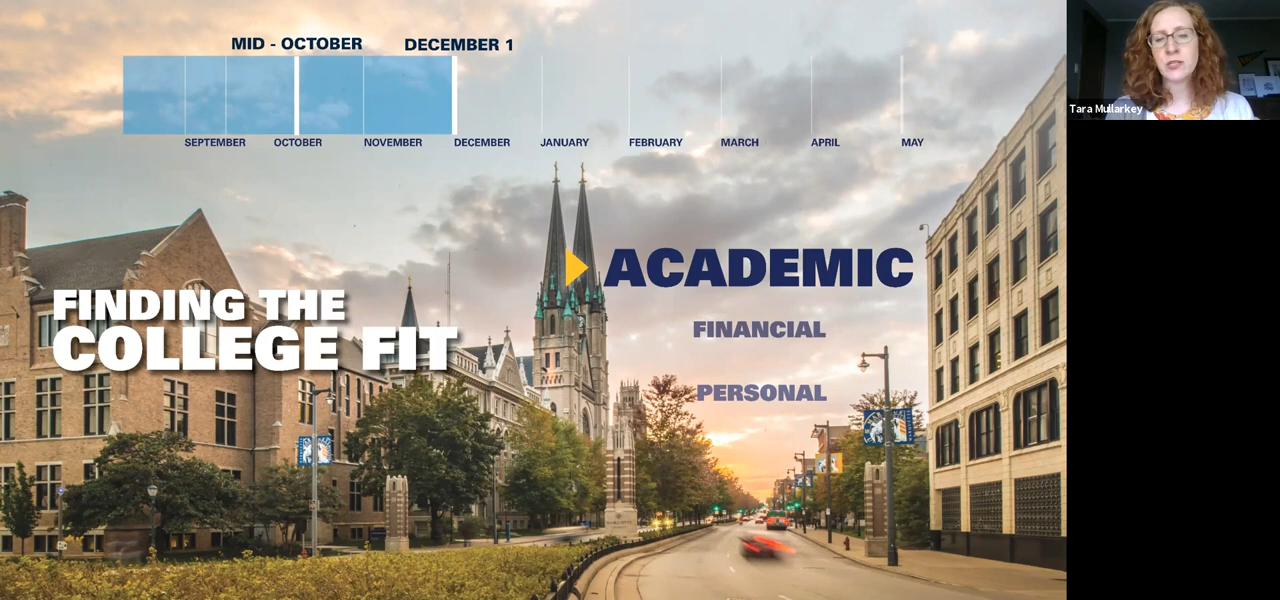 MID - OCTOBER
DECEMBER 1
SEPTEMBER
OCTOBER
NOVEMBER
DECEMBER
JANUARY
FEBRUARY
MARCH
APRIL
MAY
Tara Mullarkey
FINDING THE
COLLEGE FIT
ACADEMIC
FINANCIAL
PERSONAL